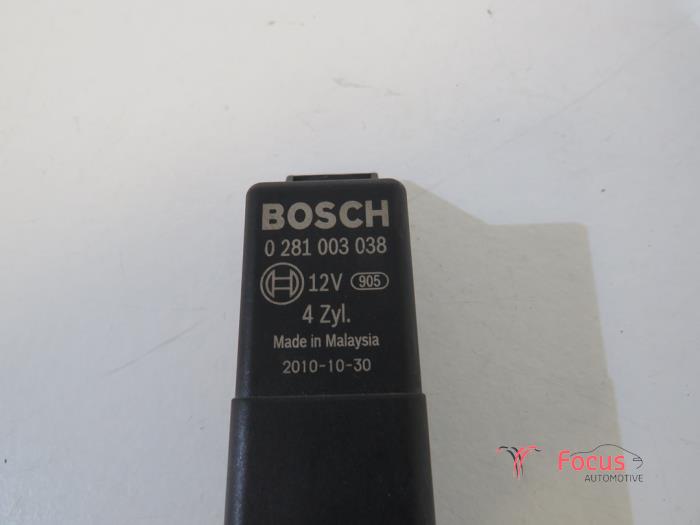 BOSCH
0 281 003 038
12V 905
4 Zyl.
Made in Malaysia
2010-10-30
Focus
AUTOMOTIVE